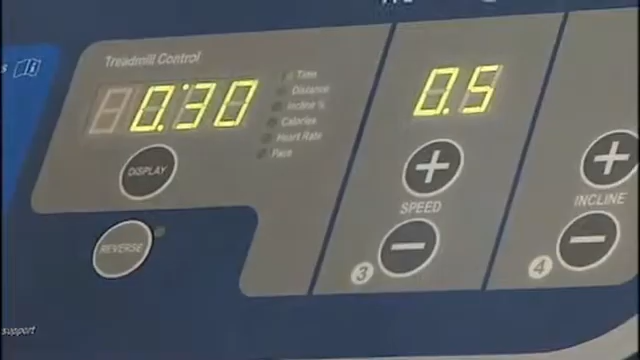 Treadmill Control
0:30
Time
Distance
Incline %
Calories
Heart Rate
Pace
DISPLAY
REVERSE
0.5
+
SPEED
−
3
+
INCLINE
−
4
support